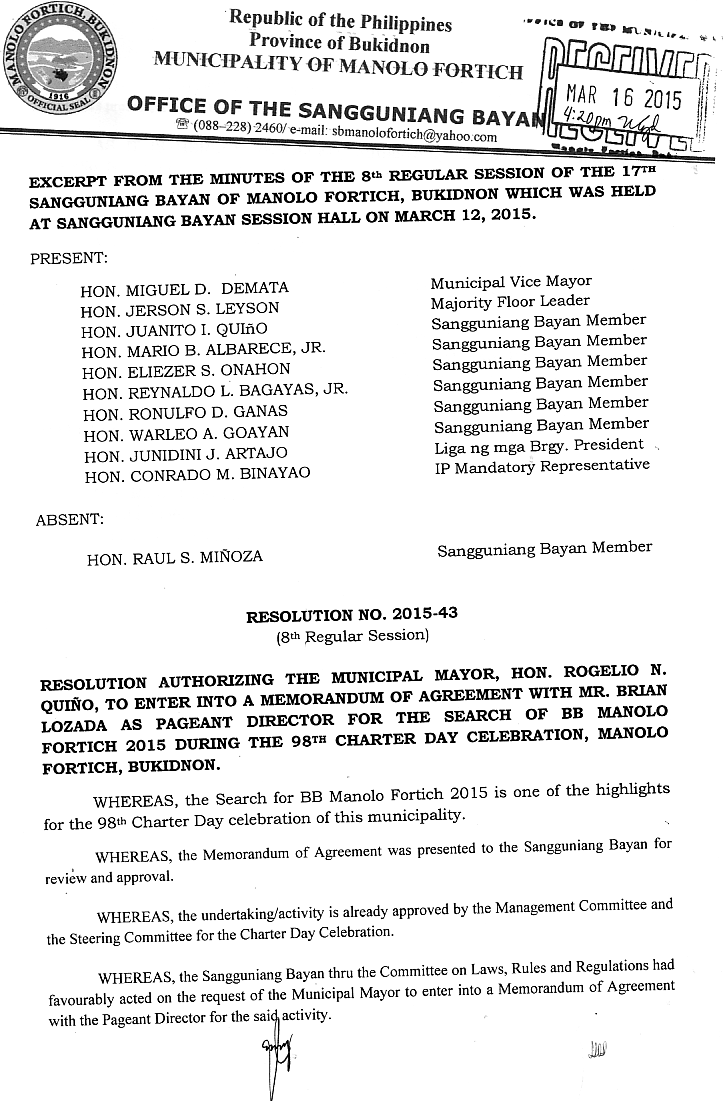 MANOLO FORTICH, BUKIDNON
1916
OFFICIAL SEAL
Republic of the Philippines
Province of Bukidnon
MUNICIPALITY OF MANOLO FORTICH
OFFICE OF THE SANGGUNIANG BAYAN
☎ (088–228) 2460/ e-mail: sbmanolofortich@yahoo.com
OFFICE OF THE
RECEIVED
MAR 16 2015
4:20pm
EXCERPT FROM THE MINUTES OF THE 8th REGULAR SESSION OF THE 17TH
SANGGUNIANG BAYAN OF MANOLO FORTICH, BUKIDNON WHICH WAS HELD
AT SANGGUNIANG BAYAN SESSION HALL ON MARCH 12, 2015.
PRESENT:
HON. MIGUEL D. DEMATA Municipal Vice Mayor
HON. JERSON S. LEYSON Majority Floor Leader
HON. JUANITO I. QUIñO Sangguniang Bayan Member
HON. MARIO B. ALBARECE, JR. Sangguniang Bayan Member
HON. ELIEZER S. ONAHON Sangguniang Bayan Member
HON. REYNALDO L. BAGAYAS, JR. Sangguniang Bayan Member
HON. RONULFO D. GANAS Sangguniang Bayan Member
HON. WARLEO A. GOAYAN Sangguniang Bayan Member
HON. JUNIDINI J. ARTAJO Liga ng mga Brgy. President
HON. CONRADO M. BINAYAO IP Mandatory Representative
ABSENT:
HON. RAUL S. MIÑOZA Sangguniang Bayan Member
RESOLUTION NO. 2015-43
(8th Regular Session)
RESOLUTION AUTHORIZING THE MUNICIPAL MAYOR, HON. ROGELIO N.
QUIÑO, TO ENTER INTO A MEMORANDUM OF AGREEMENT WITH MR. BRIAN
LOZADA AS PAGEANT DIRECTOR FOR THE SEARCH OF BB MANOLO
FORTICH 2015 DURING THE 98TH CHARTER DAY CELEBRATION, MANOLO
FORTICH, BUKIDNON.
WHEREAS, the Search for BB Manolo Fortich 2015 is one of the highlights
for the 98th Charter Day celebration of this municipality.
WHEREAS, the Memorandum of Agreement was presented to the Sangguniang Bayan for
review and approval.
WHEREAS, the undertaking/activity is already approved by the Management Committee and
the Steering Committee for the Charter Day Celebration.
WHEREAS, the Sangguniang Bayan thru the Committee on Laws, Rules and Regulations had
favourably acted on the request of the Municipal Mayor to enter into a Memorandum of Agreement
with the Pageant Director for the said activity.